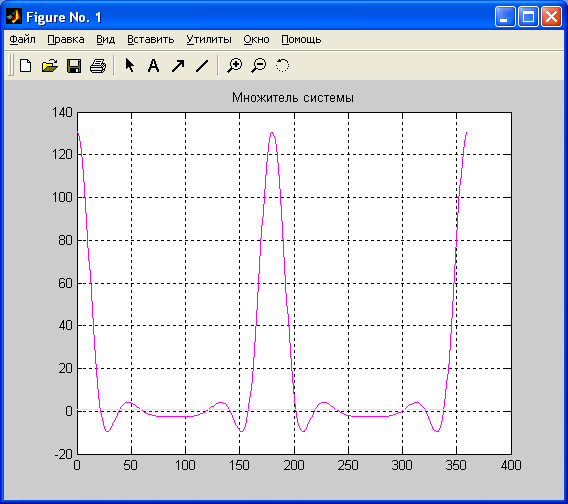 Figure No. 1
Файл Правка Вид Вставить Утилиты Окно Помощь
A
Множитель системы
140
120
100
80
60
40
20
0
-20
0 50 100 150 200 250 300 350 400